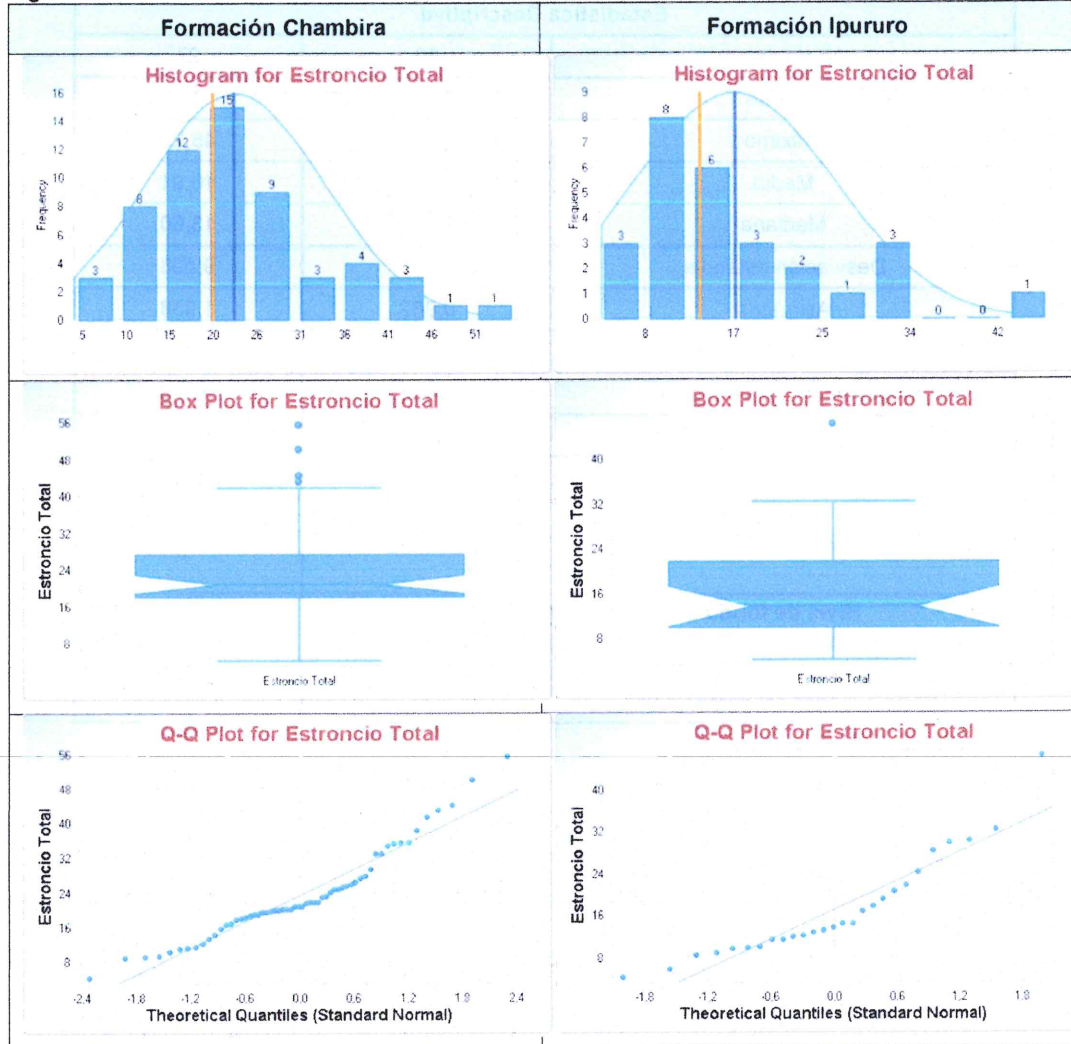 Formación Chambira
Formación Ipururo
Histogram for Estroncio Total
Frequency
16
14
12
10
8
6
4
2
0
3
8
12
15
9
3
4
3
1
1
5 10 15 20 26 31 36 41 46 51
Histogram for Estroncio Total
Frequency
9
8
7
6
5
4
3
2
1
0
3
8
6
3
2
1
3
0
0
1
8 17 25 34 42
Box Plot for Estroncio Total
Estroncio Total
56
48
40
32
24
16
8
Estroncio Total
Box Plot for Estroncio Total
Estroncio Total
40
32
24
16
8
Estroncio Total
Q-Q Plot for Estroncio Total
Estroncio Total
56
48
40
32
24
16
8
-2.4 -1.8 -1.2 -0.6 0.0 0.6 1.2 1.8 2.4
Theoretical Quantiles (Standard Normal)
Q-Q Plot for Estroncio Total
Estroncio Total
40
32
24
16
8
-1.8 -1.2 -0.6 0.0 0.6 1.2 1.8
Theoretical Quantiles (Standard Normal)